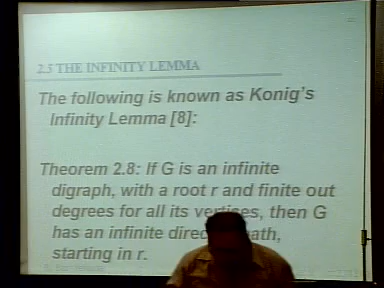 2.5 THE INFINITY LEMMA
The following is known as Konig's
Infinity Lemma [8]:
Theorem 2.8: If G is an infinite
digraph, with a root r and finite out
degrees for all its vertices, then G
has an infinite path,
starting in r.